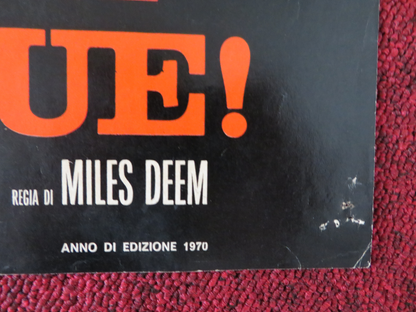 UE!
REGIA DI MILES DEEM
ANNO DI EDIZIONE 1970